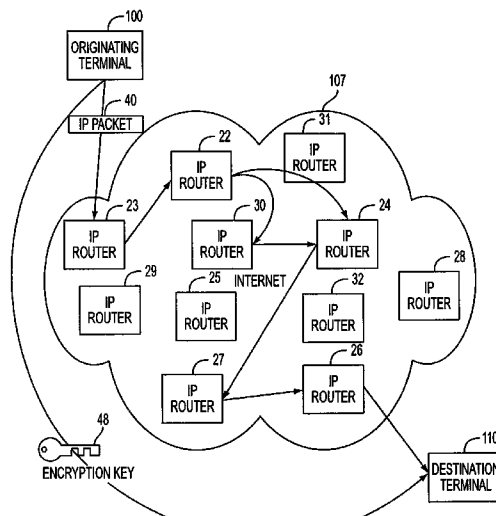 100
ORIGINATING
TERMINAL
40
IP PACKET
107
31
IP
ROUTER
22
IP
ROUTER
23
IP
ROUTER
30
IP
ROUTER
24
IP
ROUTER
28
IP
ROUTER
29
IP
ROUTER
25
IP
ROUTER
INTERNET
32
IP
ROUTER
27
IP
ROUTER
26
IP
ROUTER
48
ENCRYPTION KEY
110
DESTINATION
TERMINAL